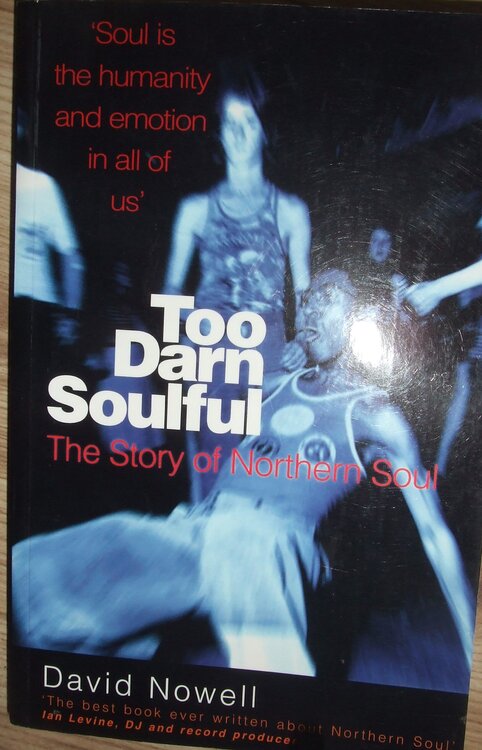 'Soul is
the humanity
and emotion
in all of
us'
Too
Darn
Soulful
The Story of Northern Soul
David Nowell
'The best book ever written about Northern Soul'
Ian Levine, DJ and record producer